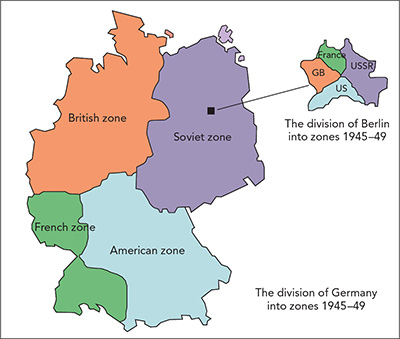 British zone
Soviet zone
French zone
American zone
France
GB
USSR
US
The division of Berlin
into zones 1945–49
The division of Germany
into zones 1945–49